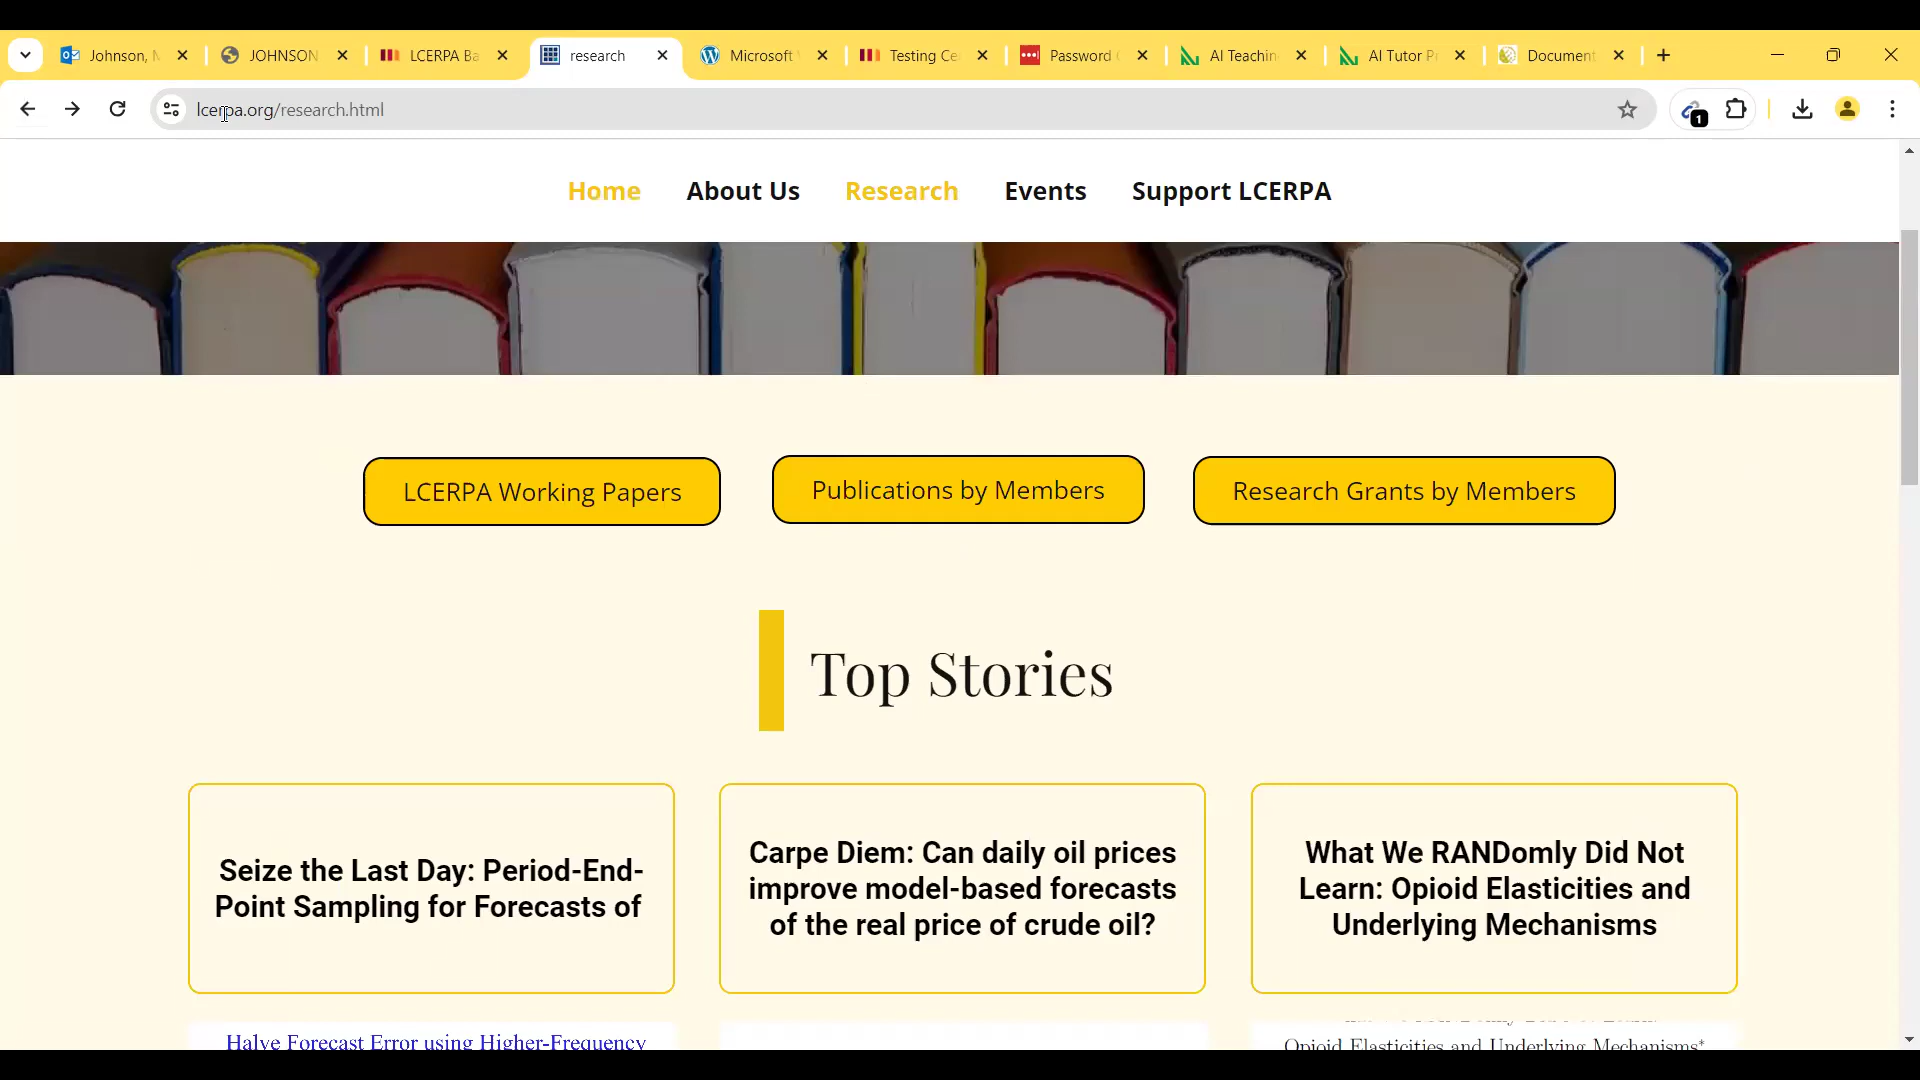 Johnson, N
JOHNSON
LCERPA Ba
research
Microsoft
Testing Ce
Password
AI Teachin
AI Tutor P
Document
lcerpa.org/research.html
1
Home About Us Research Events Support LCERPA
LCERPA Working Papers
Publications by Members
Research Grants by Members
Top Stories
Seize the Last Day: Period-End-
Point Sampling for Forecasts of
Carpe Diem: Can daily oil prices
improve model-based forecasts
of the real price of crude oil?
What We RANDomly Did Not
Learn: Opioid Elasticities and
Underlying Mechanisms
Halve Forecast Error using Higher-Frequency
Opioid Elasticities and Underlying Mechanisms*